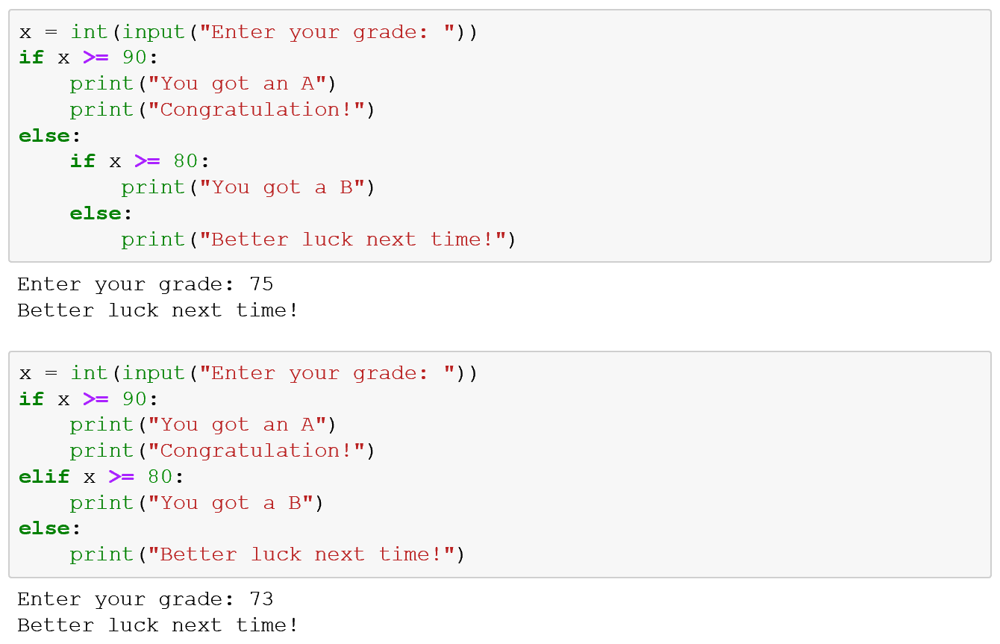 x = int(input("Enter your grade: "))
if x >= 90:
    print("You got an A")
    print("Congratulation!")
else:
    if x >= 80:
        print("You got a B")
    else:
        print("Better luck next time!")
Enter your grade: 75
Better luck next time!
x = int(input("Enter your grade: "))
if x >= 90:
    print("You got an A")
    print("Congratulation!")
elif x >= 80:
    print("You got a B")
else:
    print("Better luck next time!")
Enter your grade: 73
Better luck next time!